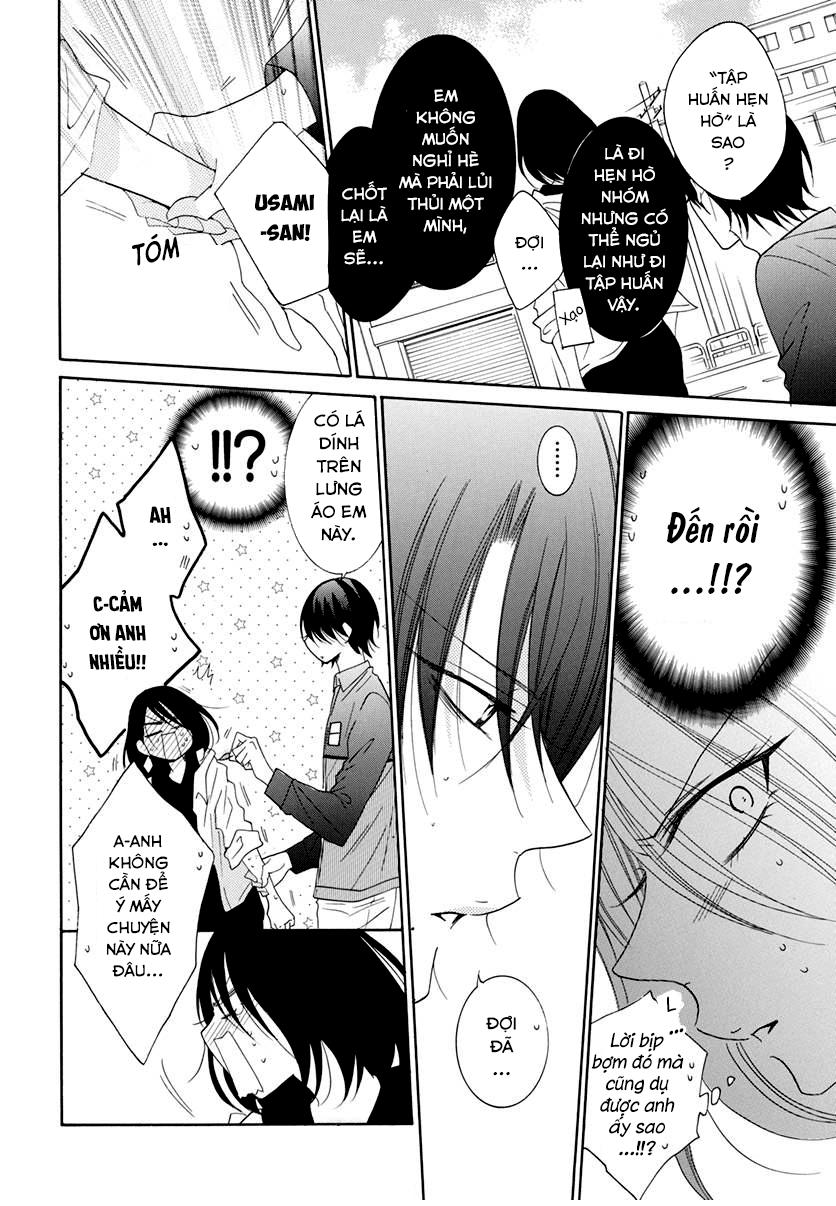 “TẬP
HUẤN HẸN
HÒ” LÀ
SAO
?
LÀ ĐI
HẸN HÒ
NHÓM
NHƯNG CÓ
THỂ NGỦ
LẠI NHƯ ĐI
TẬP HUẤN
VẬY.
XẠO
EM
KHÔNG
MUỐN
NGHỈ HÈ
MÀ PHẢI LỦI
THỦI MỘT
MÌNH,
ĐỢI
...
CHỐT
LẠI LÀ
EM
SẼ...
USAMI
-SAN!
TÓM
Đến rồi
...!!?
L
...
Lời bịp
bợm đó mà
cũng dụ
được anh
ấy sao
...!!?
......
ĐỢI
ĐÃ
...
CÓ LÁ
DÍNH
TRÊN
LƯNG
ÁO EM
NÀY.
!!?
AH
...
C-CẢM
ƠN ANH
NHIỀU!!
A-ANH
KHÔNG
CẦN ĐỂ
Ý MẤY
CHUYỆN
NÀY NỮA
ĐÂU...